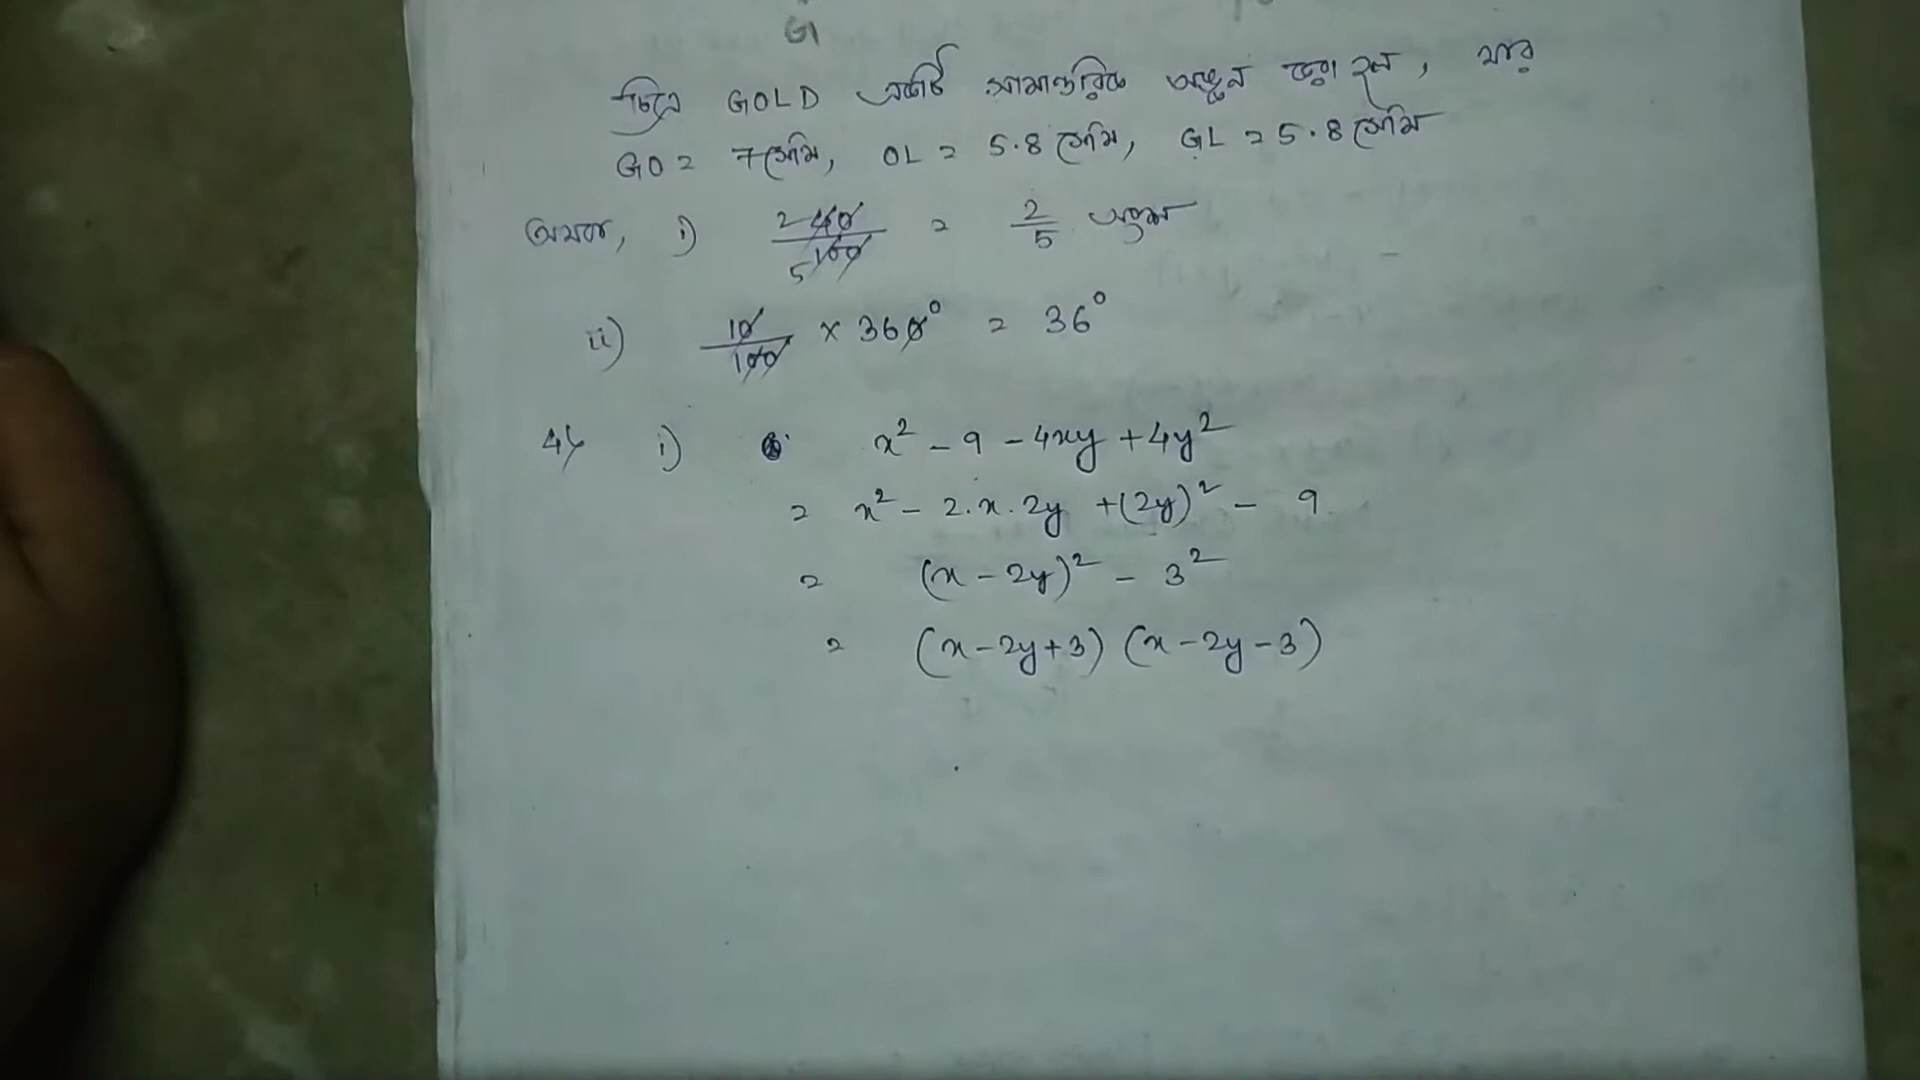 G
চিত্রে GOLD একটি সামান্তরিক অঙ্কন করা হল, যার
GO = 7 সেমি, OL = 5.8 সেমি, GL = 5.8 সেমি
অথবা, i) 40/100 = 2/5 অংশ
ii) 10/100 × 360° = 36°
4) i) x² - 9 - 4xy + 4y²
= x² - 2.x.2y + (2y)² - 9
= (x - 2y)² - 3²
= (x - 2y + 3) (x - 2y - 3)